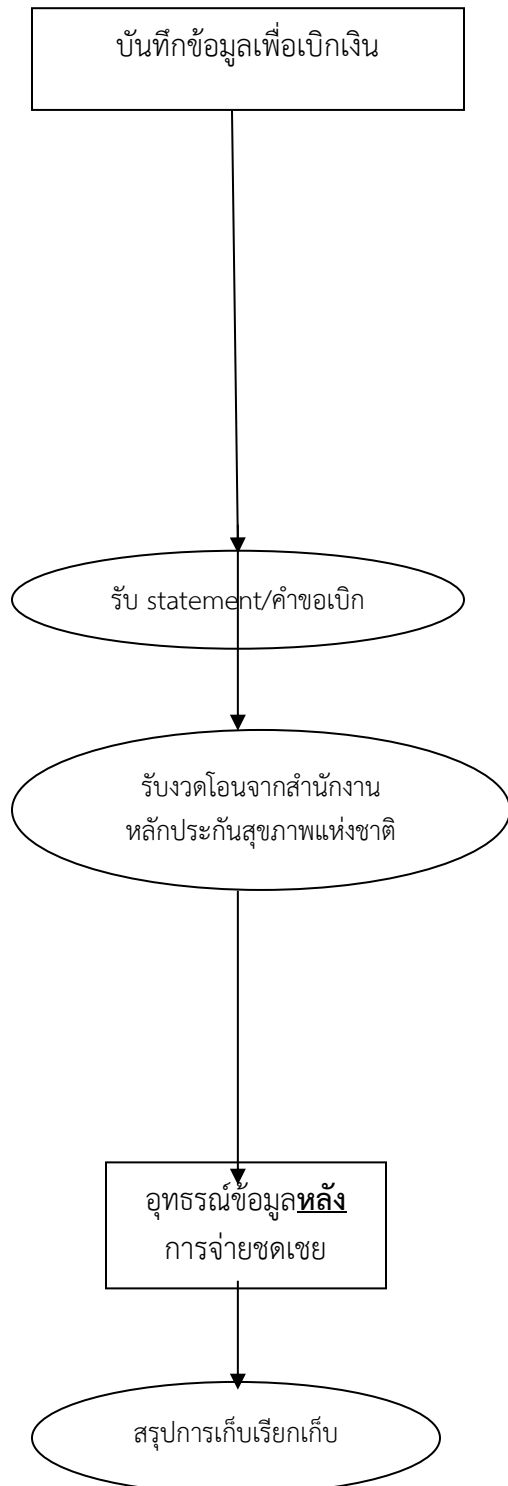 บันทึกข้อมูลเพื่อเบิกเงิน
รับ statement/คำขอเบิก
รับงวดโอนจากสำนักงาน
หลักประกันสุขภาพแห่งชาติ
อุทธรณ์ข้อมูลหลัง
การจ่ายชดเชย
สรุปการเก็บเรียกเก็บ